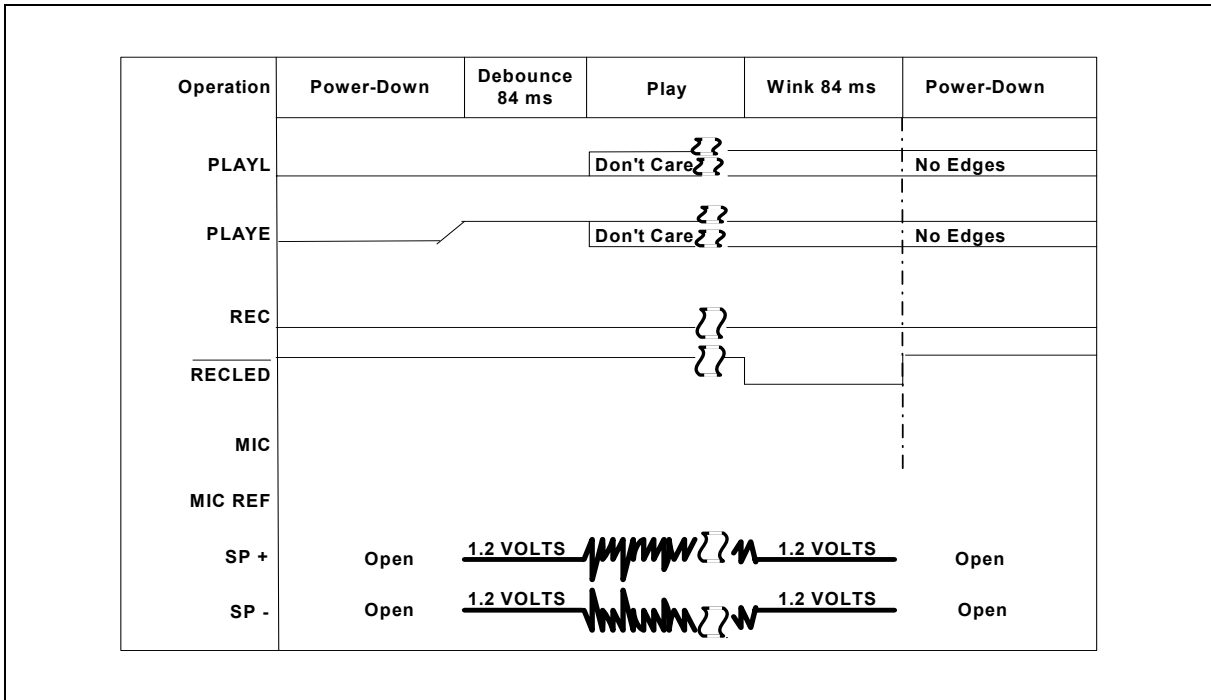 Operation Power-Down Debounce 84 ms Play Wink 84 ms Power-Down
PLAYL Don't Care No Edges
PLAYE Don't Care No Edges
REC
RECLED
MIC
MIC REF
SP + Open 1.2 VOLTS 1.2 VOLTS Open
SP - Open 1.2 VOLTS 1.2 VOLTS Open